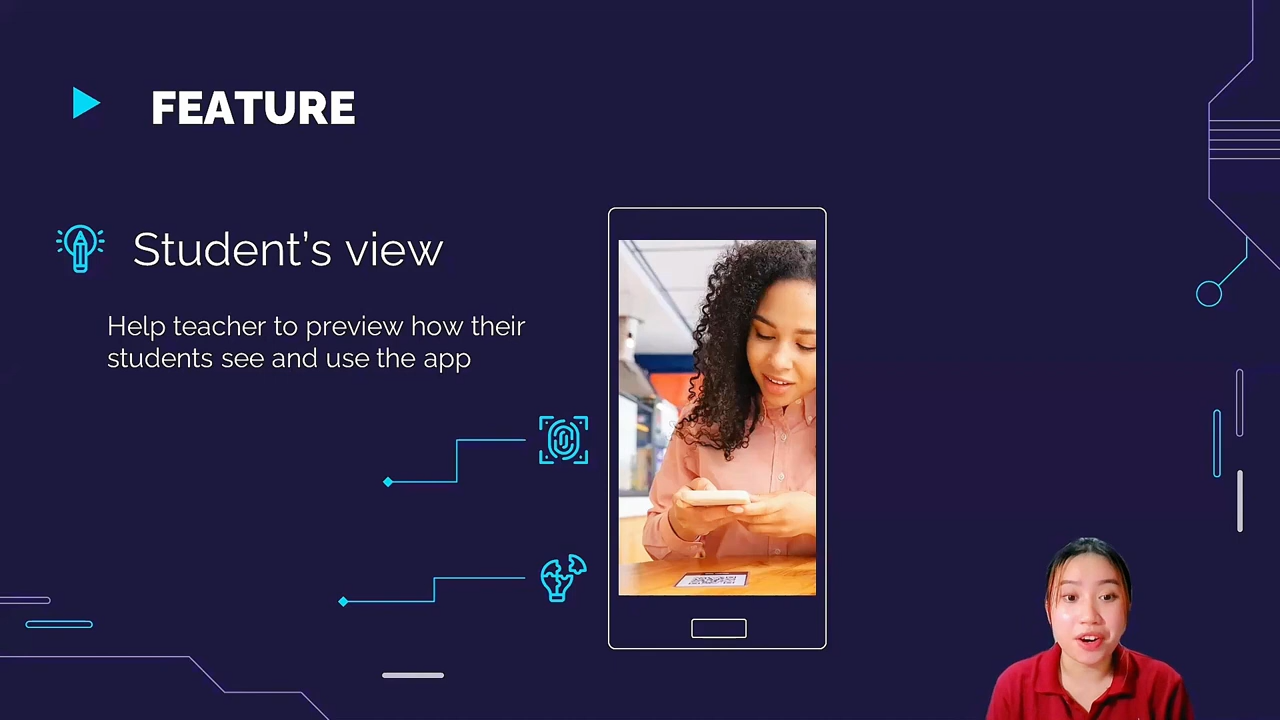 FEATURE
Student’s view
Help teacher to preview how their
students see and use the app